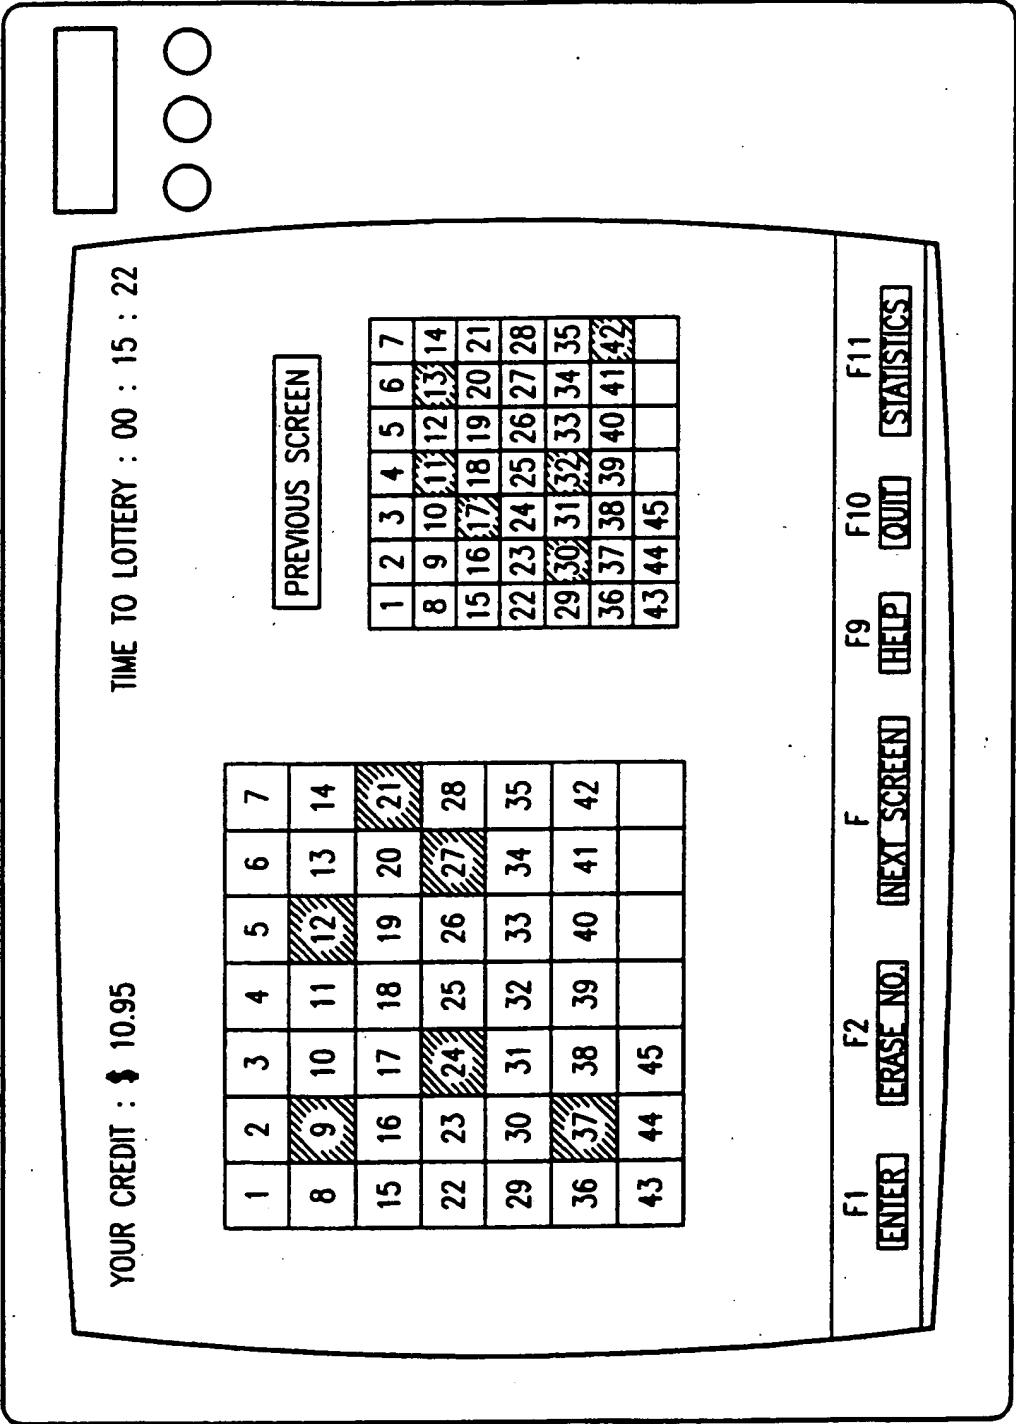 YOUR CREDIT : $ 10.95
TIME TO LOTTERY : 00 : 15 : 22
1 2 3 4 5 6 7
8 9 10 11 12 13 14
15 16 17 18 19 20 21
22 23 24 25 26 27 28
29 30 31 32 33 34 35
36 37 38 39 40 41 42
43 44 45
PREVIOUS SCREEN
1 2 3 4 5 6 7
8 9 10 11 12 13 14
15 16 17 18 19 20 21
22 23 24 25 26 27 28
29 30 31 32 33 34 35
36 37 38 39 40 41 42
43 44 45
F1 F2 F F9 F10 F11
ENTER ERASE NO. NEXT SCREEN HELP QUIT STATISTICS